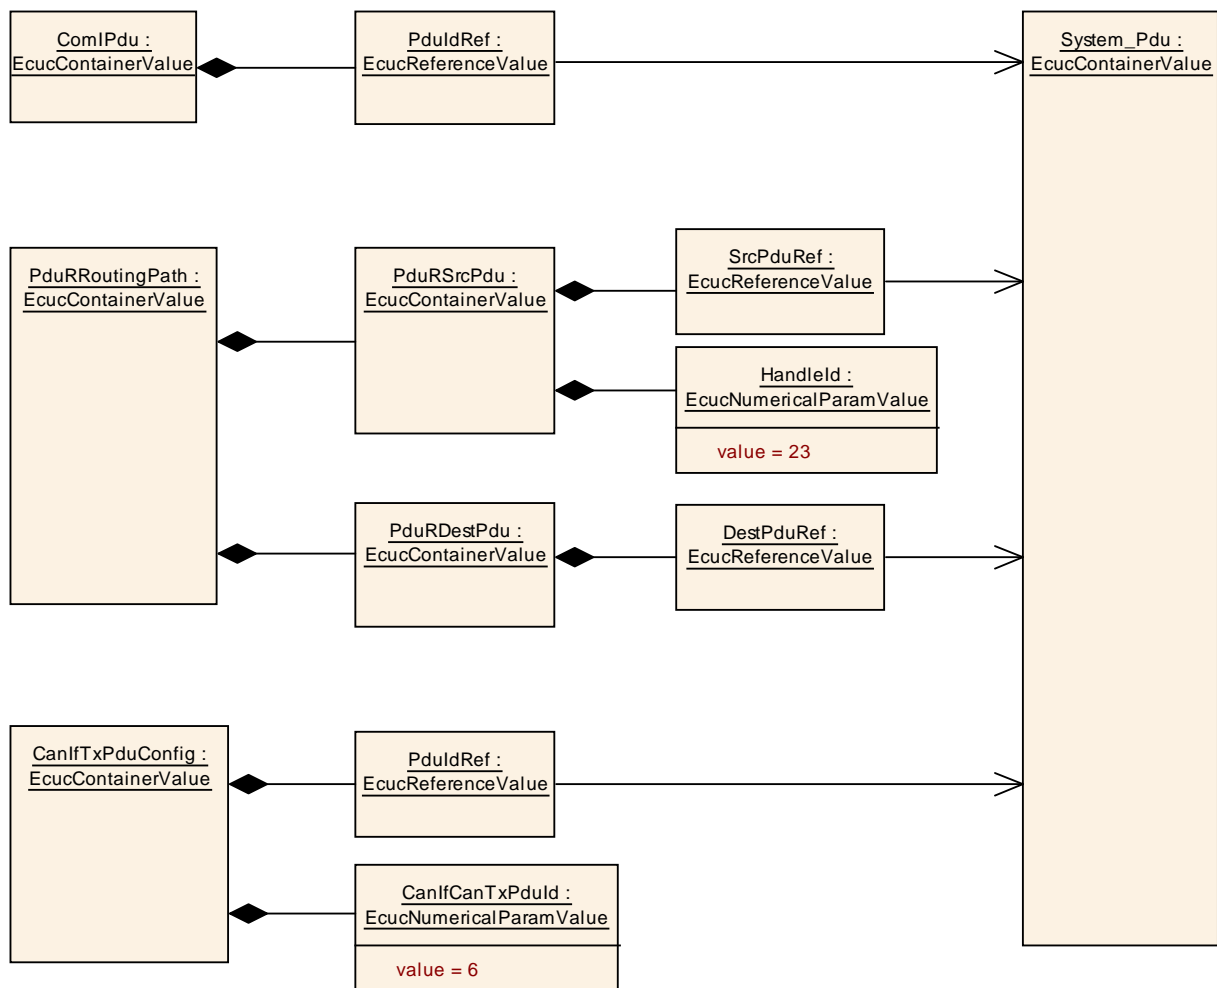 ComIPdu :
EcucContainerValue
PduIdRef :
EcucReferenceValue
System_Pdu :
EcucContainerValue
PduRRoutingPath :
EcucContainerValue
PduRSrcPdu :
EcucContainerValue
SrcPduRef :
EcucReferenceValue
HandleId :
EcucNumericalParamValue
value = 23
PduRDestPdu :
EcucContainerValue
DestPduRef :
EcucReferenceValue
CanIfTxPduConfig :
EcucContainerValue
PduIdRef :
EcucReferenceValue
CanIfCanTxPduId :
EcucNumericalParamValue
value = 6